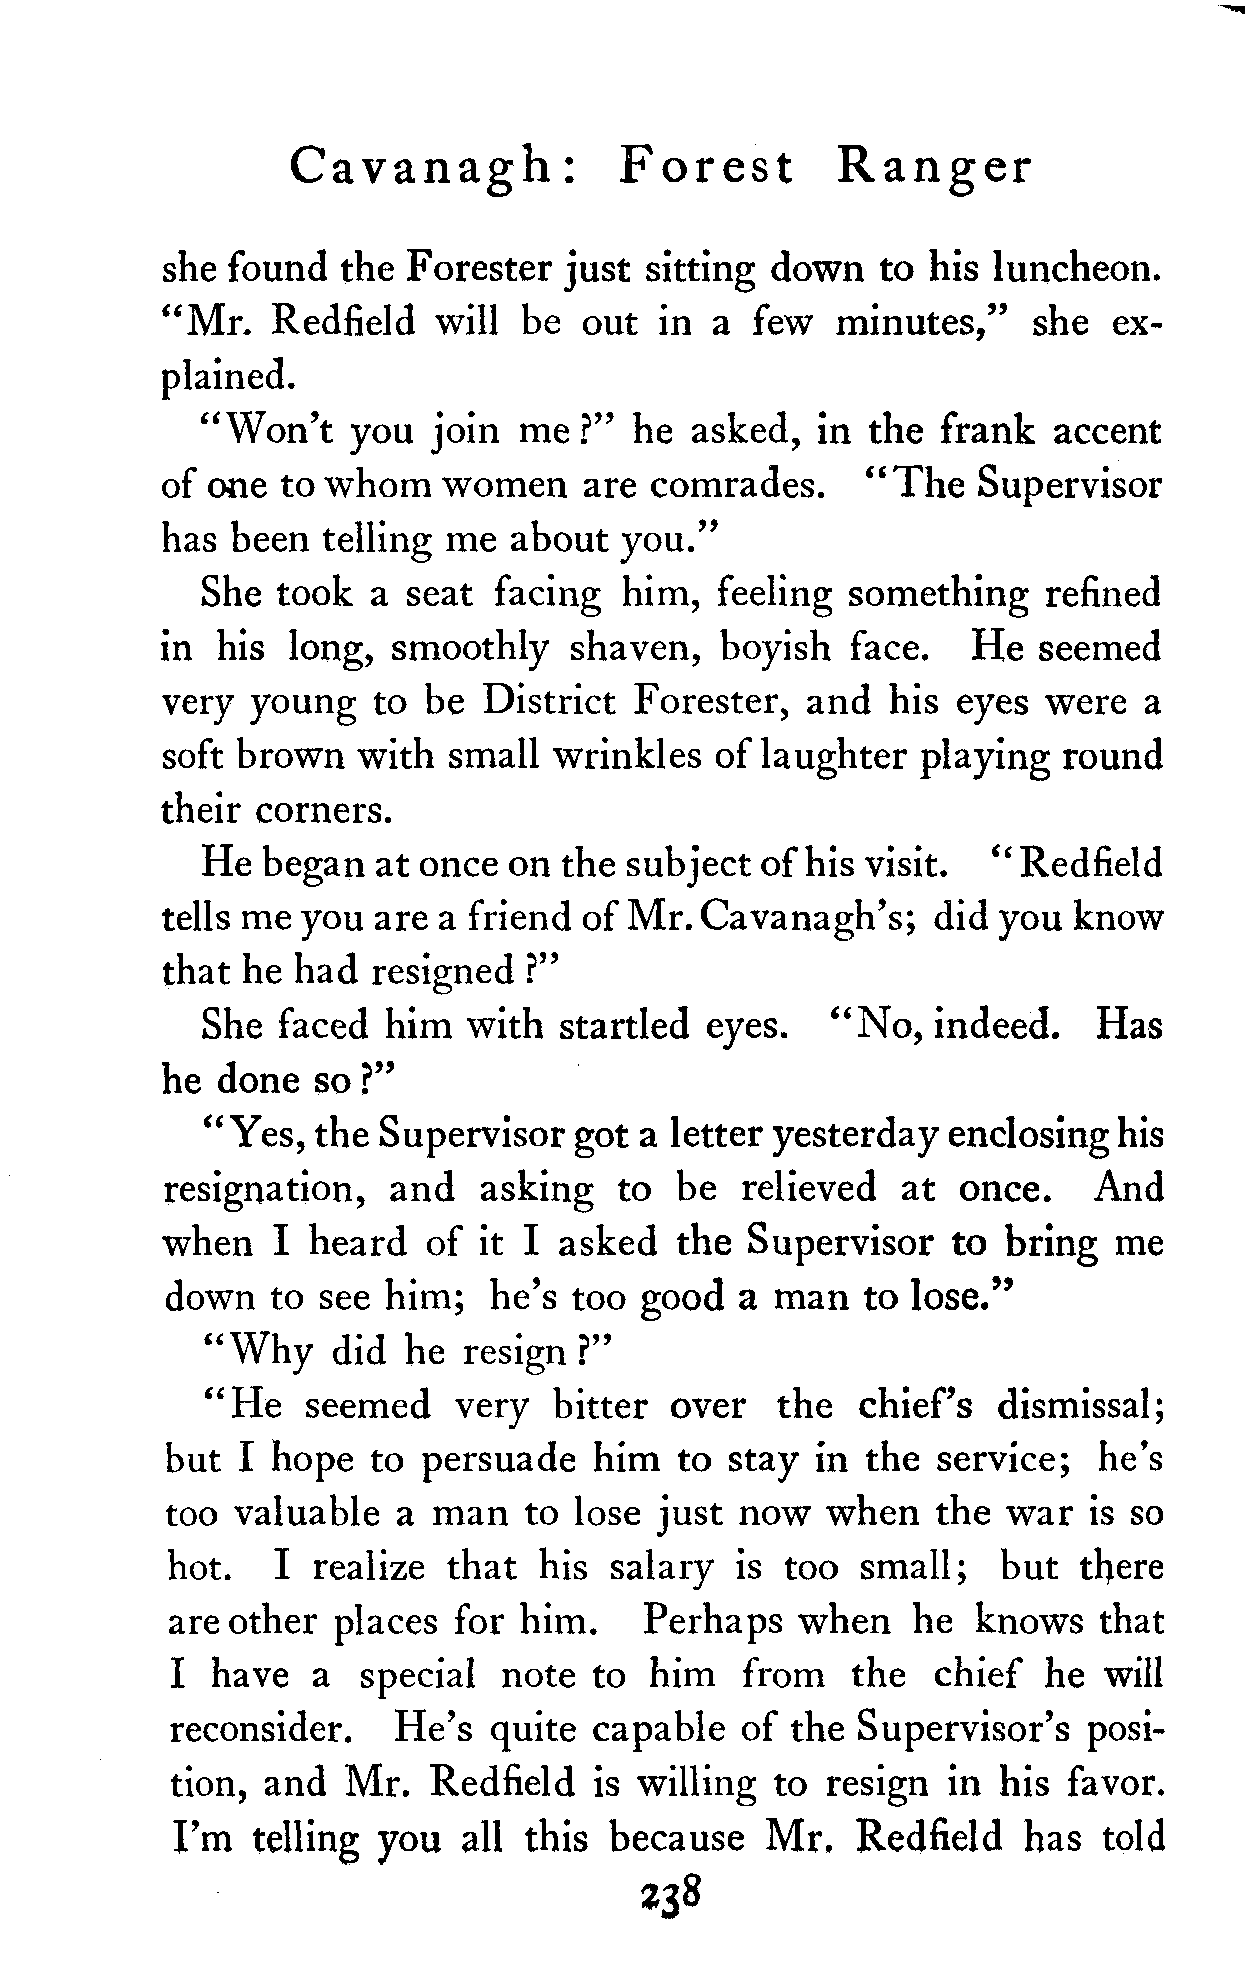 Cavanagh: Forest Ranger
she found the Forester just sitting down to his luncheon.
“Mr. Redfield will be out in a few minutes,” she ex-
plained.
“Won’t you join me?” he asked, in the frank accent
of one to whom women are comrades. “The Supervisor
has been telling me about you.”
She took a seat facing him, feeling something refined
in his long, smoothly shaven, boyish face. He seemed
very young to be District Forester, and his eyes were a
soft brown with small wrinkles of laughter playing round
their corners.
He began at once on the subject of his visit. “Redfield
tells me you are a friend of Mr. Cavanagh’s; did you know
that he had resigned?”
She faced him with startled eyes. “No, indeed. Has
he done so?”
“Yes, the Supervisor got a letter yesterday enclosing his
resignation, and asking to be relieved at once. And
when I heard of it I asked the Supervisor to bring me
down to see him; he’s too good a man to lose.”
“Why did he resign?”
“He seemed very bitter over the chief’s dismissal;
but I hope to persuade him to stay in the service; he’s
too valuable a man to lose just now when the war is so
hot. I realize that his salary is too small; but there
are other places for him. Perhaps when he knows that
I have a special note to him from the chief he will
reconsider. He’s quite capable of the Supervisor’s posi-
tion, and Mr. Redfield is willing to resign in his favor.
I’m telling you all this because Mr. Redfield has told
238